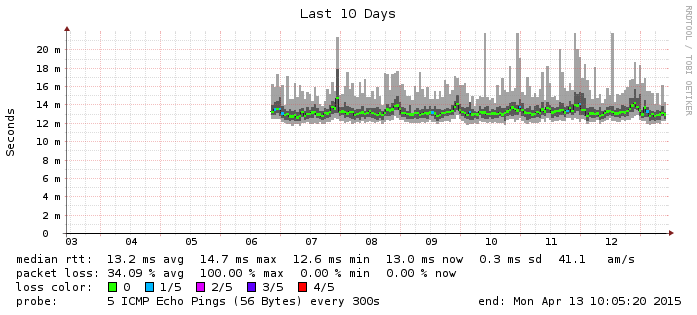 Last 10 Days
RRDTOOL / TOBI OETIKER
Seconds
20 m
18 m
16 m
14 m
12 m
10 m
8 m
6 m
4 m
2 m
0
03 04 05 06 07 08 09 10 11 12
median rtt: 13.2 ms avg 14.7 ms max 12.6 ms min 13.0 ms now 0.3 ms sd 41.1 am/s
packet loss: 34.09 % avg 100.00 % max 0.00 % min 0.00 % now
loss color: 0 1/5 2/5 3/5 4/5
probe: 5 ICMP Echo Pings (56 Bytes) every 300s end: Mon Apr 13 10:05:20 2015